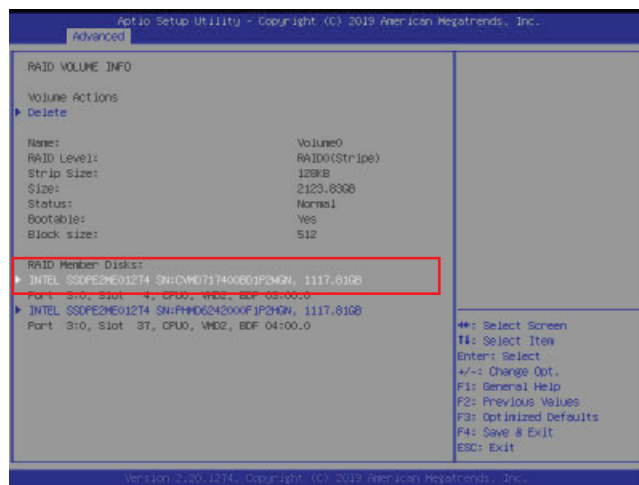 Aptio Setup Utility - Copyright (C) 2019 American Megatrends, Inc.
Advanced
RAID VOLUME INFO
Volume Actions
Delete
Name: Volume0
RAID Level: RAID0(Stripe)
Strip Size: 128KB
Size: 2123.83GB
Status: Normal
Bootable: Yes
Block size: 512
RAID Member Disks:
INTEL SSDPE2ME012T4 SN:CVMD717400BD1P2MGN, 1117.81GB
Port 3:0, Slot 4, CPU0, VMD2, BDF 03:00.0
INTEL SSDPE2ME012T4 SN:PHMD6242000F1P2MGN, 1117.81GB
Port 3:0, Slot 37, CPU0, VMD2, BDF 04:00.0
: Select Screen
: Select Item
Enter: Select
+/-: Change Opt.
F1: General Help
F2: Previous Values
F3: Optimized Defaults
F4: Save & Exit
ESC: Exit
Version 2.20.1274. Copyright (C) 2019 American Megatrends, Inc.